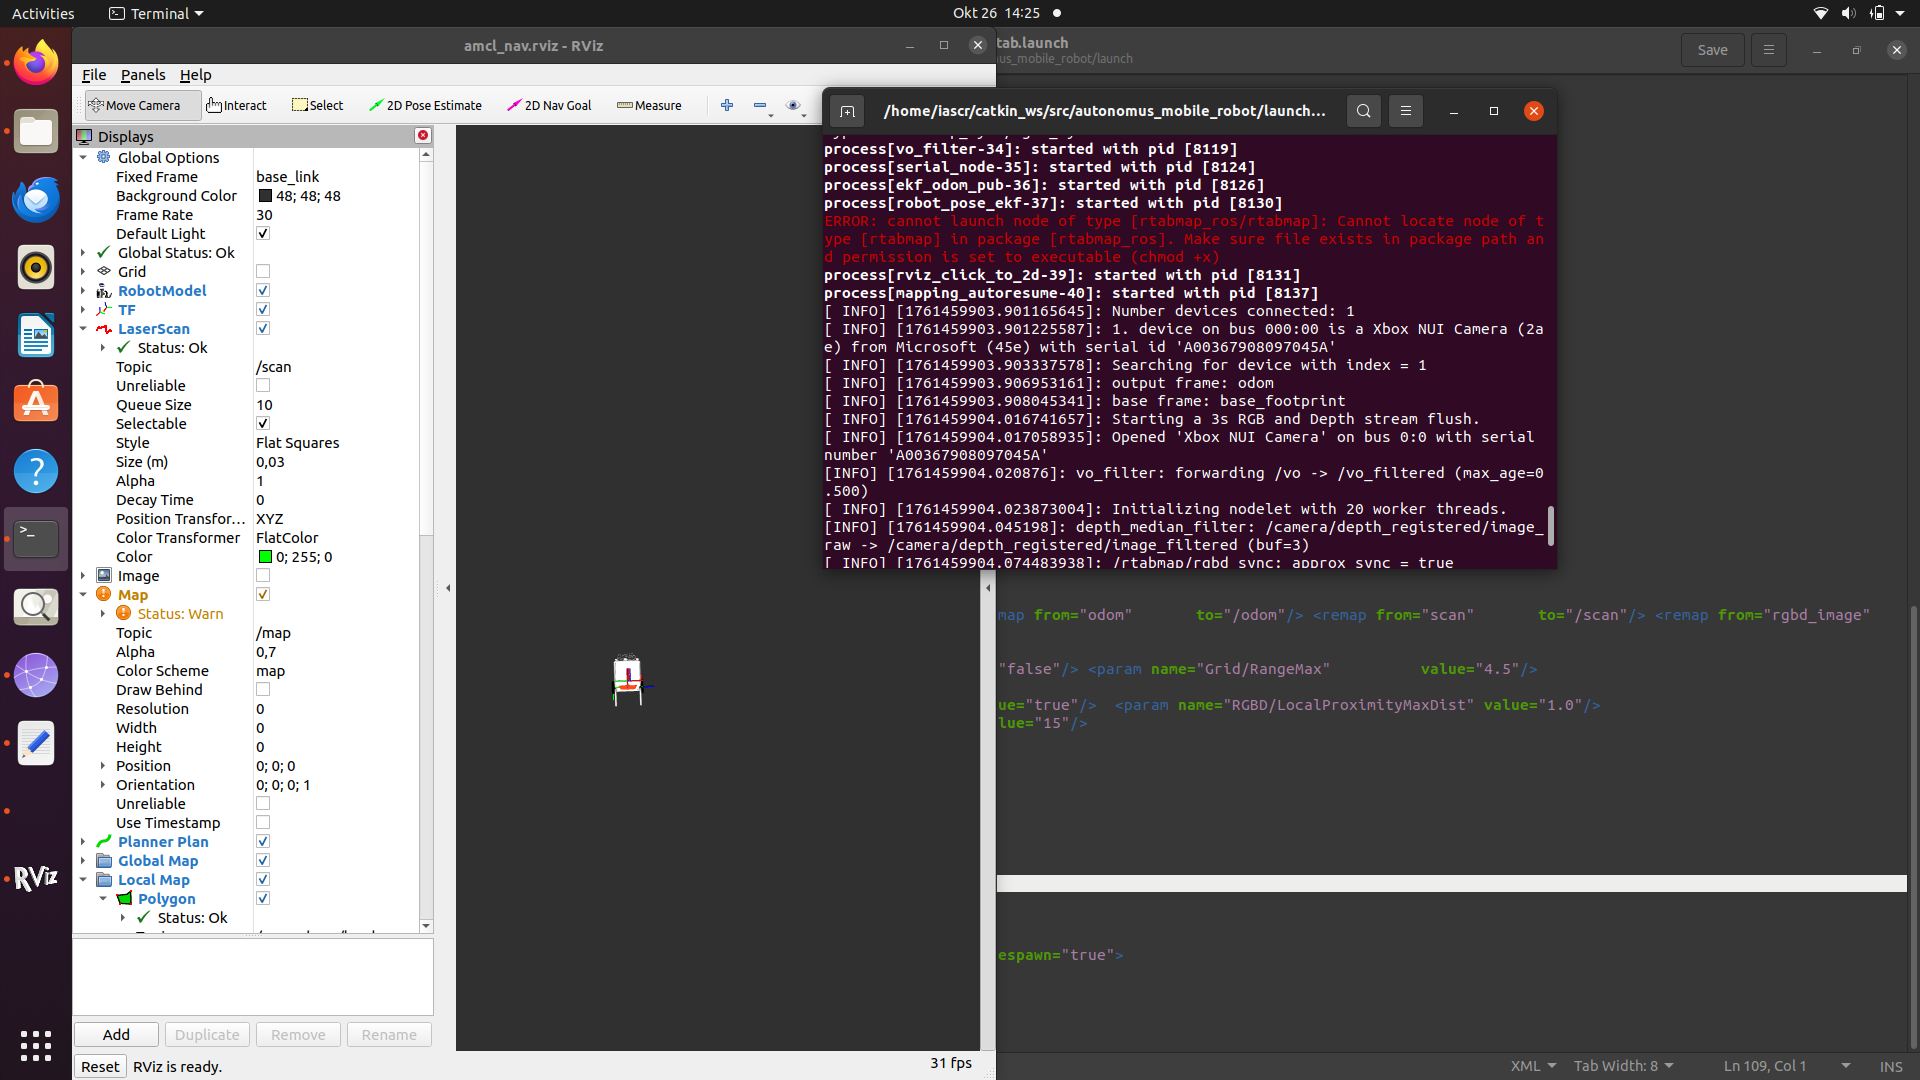 Activities
Terminal
Okt 26 14:25
amcl_nav.rviz - RViz
tab.launch
us_mobile_robot/launch
Save
File Panels Help
Move Camera Interact Select 2D Pose Estimate 2D Nav Goal Measure
Displays
Global Options
Fixed Frame base_link
Background Color 48; 48; 48
Frame Rate 30
Default Light
Global Status: Ok
Grid
RobotModel
TF
LaserScan
Status: Ok
Topic /scan
Unreliable
Queue Size 10
Selectable
Style Flat Squares
Size (m) 0,03
Alpha 1
Decay Time 0
Position Transfor... XYZ
Color Transformer FlatColor
Color 0; 255; 0
Image
Map
Status: Warn
Topic /map
Alpha 0,7
Color Scheme map
Draw Behind
Resolution 0
Width 0
Height 0
Position 0; 0; 0
Orientation 0; 0; 0; 1
Unreliable
Use Timestamp
Planner Plan
Global Map
Local Map
Polygon
Status: Ok
Add Duplicate Remove Rename
Reset RViz is ready.
31 fps
/home/iascr/catkin_ws/src/autonomus_mobile_robot/launch...
process[vo_filter-34]: started with pid [8119]
process[serial_node-35]: started with pid [8124]
process[ekf_odom_pub-36]: started with pid [8126]
process[robot_pose_ekf-37]: started with pid [8130]
ERROR: cannot launch node of type [rtabmap_ros/rtabmap]: Cannot locate node of t
ype [rtabmap] in package [rtabmap_ros]. Make sure file exists in package path an
d permission is set to executable (chmod +x)
process[rviz_click_to_2d-39]: started with pid [8131]
process[mapping_autoresume-40]: started with pid [8137]
[ INFO] [1761459903.901165645]: Number devices connected: 1
[ INFO] [1761459903.901225587]: 1. device on bus 000:00 is a Xbox NUI Camera (2a
e) from Microsoft (45e) with serial id 'A00367908097045A'
[ INFO] [1761459903.903337578]: Searching for device with index = 1
[ INFO] [1761459903.906953161]: output frame: odom
[ INFO] [1761459903.908045341]: base frame: base_footprint
[ INFO] [1761459904.016741657]: Starting a 3s RGB and Depth stream flush.
[ INFO] [1761459904.017058935]: Opened 'Xbox NUI Camera' on bus 0:0 with serial
number 'A00367908097045A'
[INFO] [1761459904.020876]: vo_filter: forwarding /vo -> /vo_filtered (max_age=0
.500)
[ INFO] [1761459904.023873004]: Initializing nodelet with 20 worker threads.
[INFO] [1761459904.045198]: depth_median_filter: /camera/depth_registered/image_
raw -> /camera/depth_registered/image_filtered (buf=3)
[ INFO] [1761459904.074483938]: /rtabmap/rgbd_sync: approx_sync = true
map from="odom" to="/odom"/> <remap from="scan" to="/scan"/> <remap from="rgbd_image"
"false"/> <param name="Grid/RangeMax" value="4.5"/>
ue="true"/> <param name="RGBD/LocalProximityMaxDist" value="1.0"/>
lue="15"/>
espawn="true">
XML Tab Width: 8 Ln 109, Col 1 INS